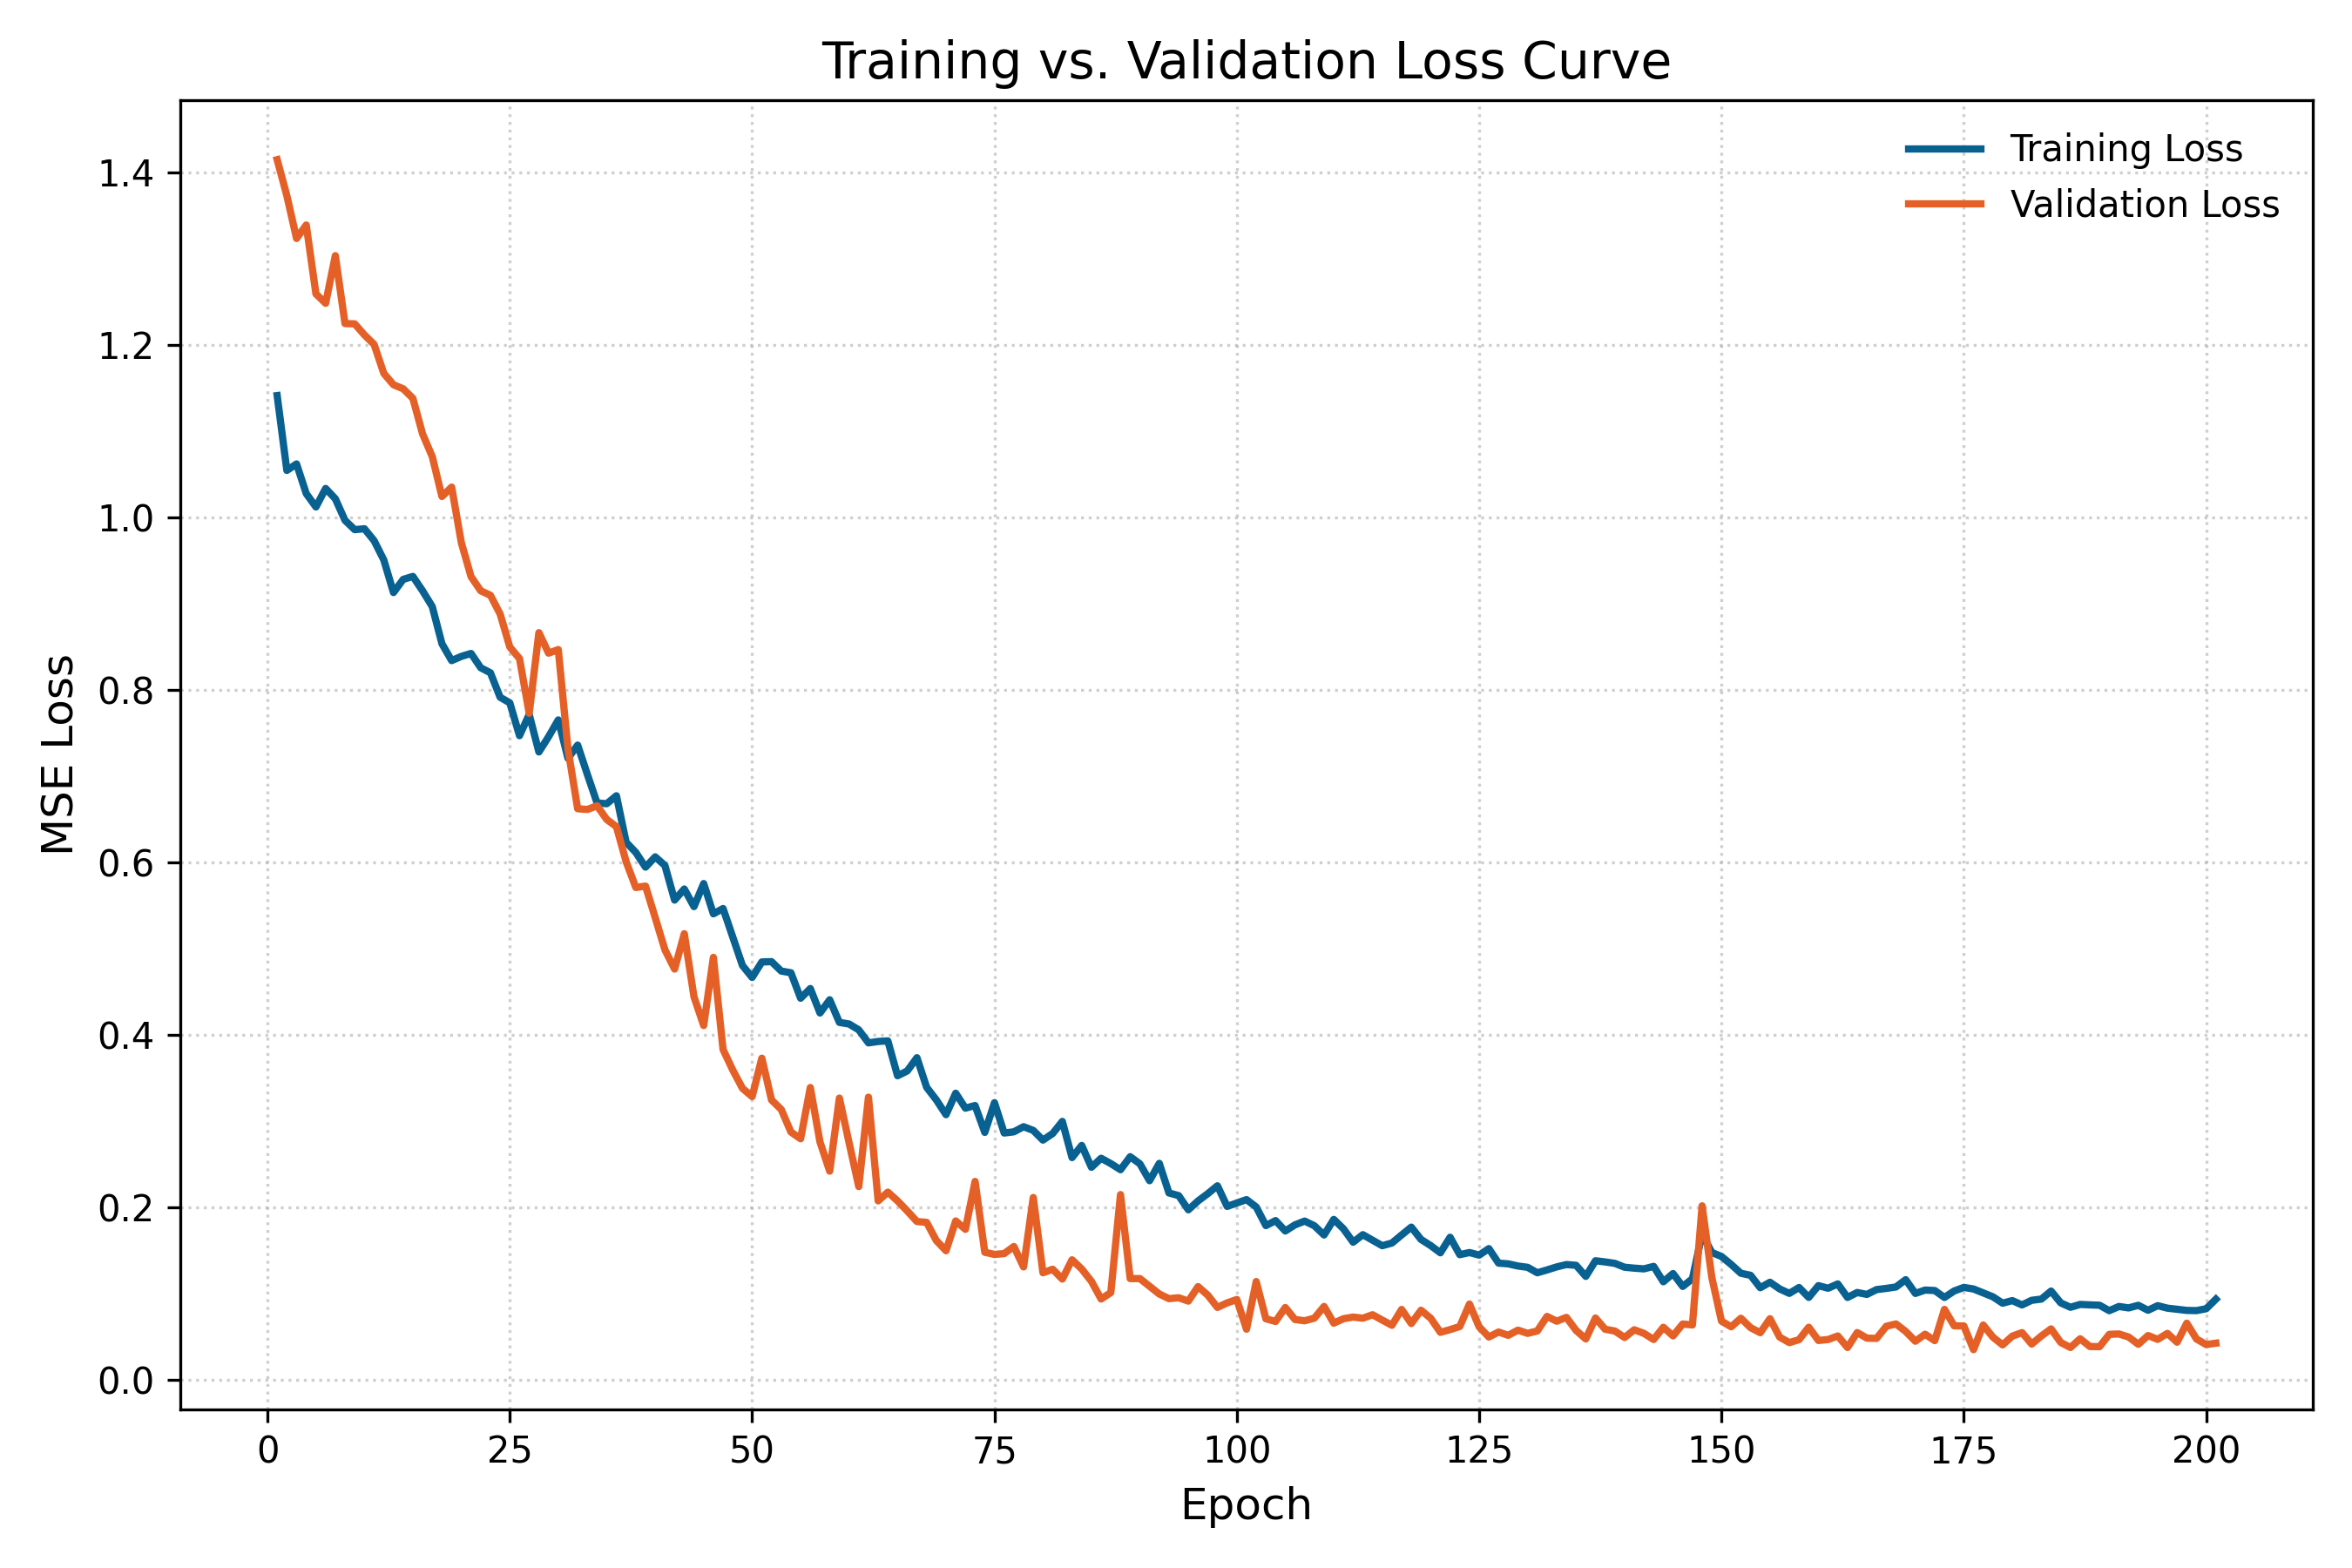 Training vs. Validation Loss Curve
Training Loss
Validation Loss
MSE Loss
1.4
1.2
1.0
0.8
0.6
0.4
0.2
0.0
0 25 50 75 100 125 150 175 200
Epoch